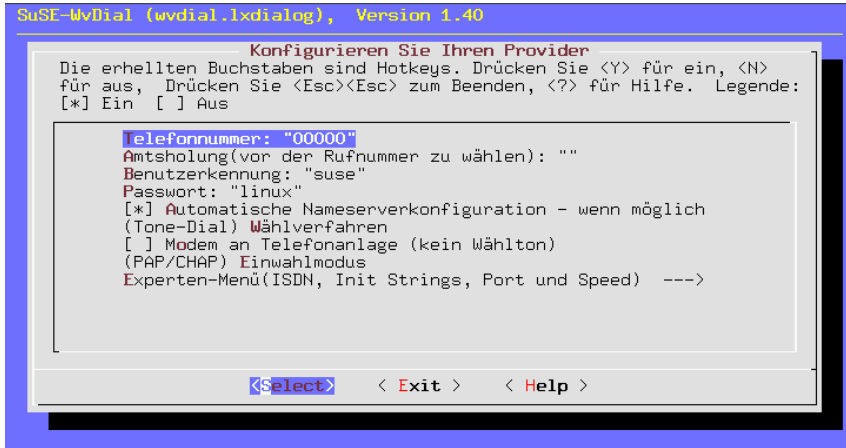 SuSE-WvDial (wvdial.lxdialog), Version 1.40
Konfigurieren Sie Ihren Provider
Die erhellten Buchstaben sind Hotkeys. Drücken Sie <Y> für ein, <N>
für aus, Drücken Sie <Esc><Esc> zum Beenden, <?> für Hilfe. Legende:
[*] Ein [ ] Aus
Telefonnummer: "00000"
Amtsholung(vor der Rufnummer zu wählen): ""
Benutzerkennung: "suse"
Passwort: "linux"
[*] Automatische Nameserverkonfiguration - wenn möglich
(Tone-Dial) Wählverfahren
[ ] Modem an Telefonanlage (kein Wählton)
(PAP/CHAP) Einwahlmodus
Experten-Menü(ISDN, Init Strings, Port und Speed) --->
<Select> < Exit > < Help >